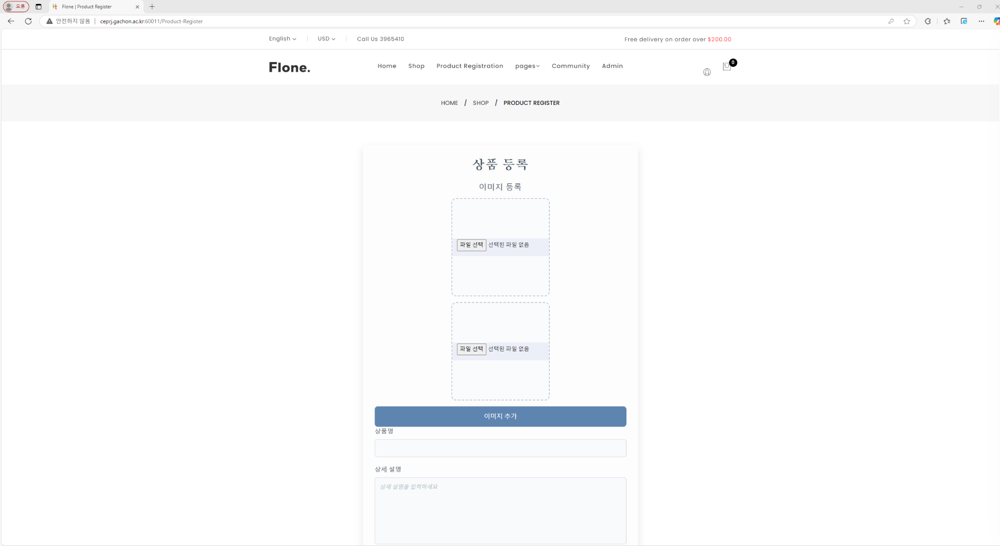 오류
Flone | Product Register
안전하지 않음
ceprj.gachon.ac.kr:60011/Product-Register
English
USD
Call Us 3965410
Free delivery on order over $200.00
Flone.
Home
Shop
Product Registration
pages
Community
Admin
0
HOME / SHOP / PRODUCT REGISTER
상품 등록
이미지 등록
파일 선택 선택된 파일 없음
파일 선택 선택된 파일 없음
이미지 추가
상품명
상세 설명
상세 설명을 입력하세요